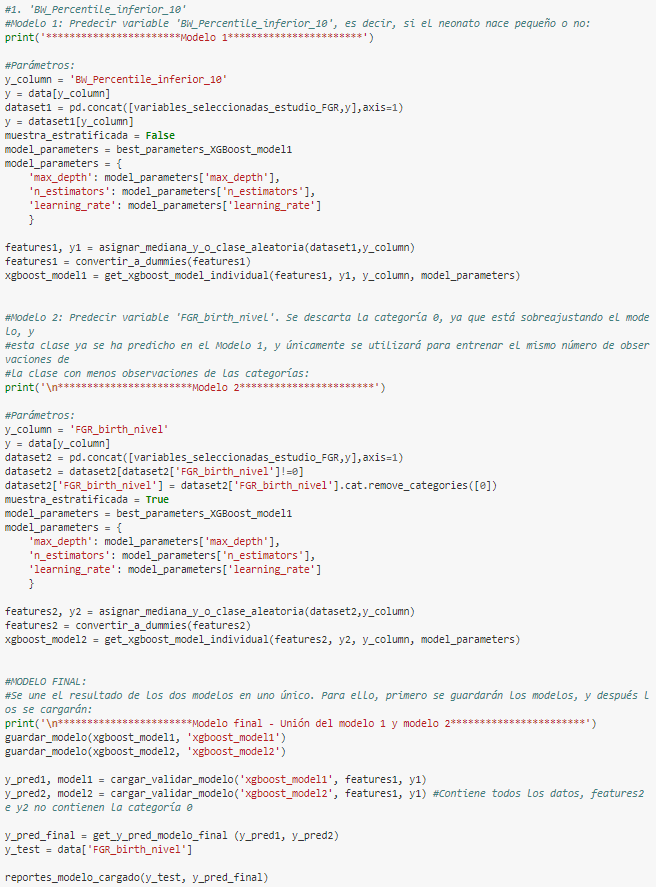 #1. 'BW_Percentile_inferior_10'
#Modelo 1: Predecir variable 'BW_Percentile_inferior_10', es decir, si el neonato nace pequeño o no:
print('***********************Modelo 1***********************')

#Parámetros:
y_column = 'BW_Percentile_inferior_10'
y = data[y_column]
dataset1 = pd.concat([variables_seleccionadas_estudio_FGR,y],axis=1)
y = dataset1[y_column]
muestra_estratificada = False
model_parameters = best_parameters_XGBoost_model1
model_parameters = {
    'max_depth': model_parameters['max_depth'],
    'n_estimators': model_parameters['n_estimators'],
    'learning_rate': model_parameters['learning_rate']
    }

features1, y1 = asignar_mediana_y_o_clase_aleatoria(dataset1,y_column)
features1 = convertir_a_dummies(features1)
xgboost_model1 = get_xgboost_model_individual(features1, y1, y_column, model_parameters)


#Modelo 2: Predecir variable 'FGR_birth_nivel'. Se descarta la categoría 0, ya que está sobreajustando el mode
lo, y
#esta clase ya se ha predicho en el Modelo 1, y únicamente se utilizará para entrenar el mismo número de obser
vaciones de
#la clase con menos observaciones de las categorías:
print('\n***********************Modelo 2***********************')

#Parámetros:
y_column = 'FGR_birth_nivel'
y = data[y_column]
dataset2 = pd.concat([variables_seleccionadas_estudio_FGR,y],axis=1)
dataset2 = dataset2[dataset2['FGR_birth_nivel']!=0]
dataset2['FGR_birth_nivel'] = dataset2['FGR_birth_nivel'].cat.remove_categories([0])
muestra_estratificada = True
model_parameters = best_parameters_XGBoost_model1
model_parameters = {
    'max_depth': model_parameters['max_depth'],
    'n_estimators': model_parameters['n_estimators'],
    'learning_rate': model_parameters['learning_rate']
    }

features2, y2 = asignar_mediana_y_o_clase_aleatoria(dataset2,y_column)
features2 = convertir_a_dummies(features2)
xgboost_model2 = get_xgboost_model_individual(features2, y2, y_column, model_parameters)


#MODELO FINAL:
#Se une el resultado de los dos modelos en uno único. Para ello, primero se guardarán los modelos, y después l
os se cargarán:
print('\n***********************Modelo final - Unión del modelo 1 y modelo 2***********************')
guardar_modelo(xgboost_model1, 'xgboost_model1')
guardar_modelo(xgboost_model2, 'xgboost_model2')

y_pred1, model1 = cargar_validar_modelo('xgboost_model1', features1, y1)
y_pred2, model2 = cargar_validar_modelo('xgboost_model2', features1, y1) #Contiene todos los datos, features2
e y2 no contienen la categoría 0

y_pred_final = get_y_pred_modelo_final (y_pred1, y_pred2)
y_test = data['FGR_birth_nivel']

reportes_modelo_cargado(y_test, y_pred_final)